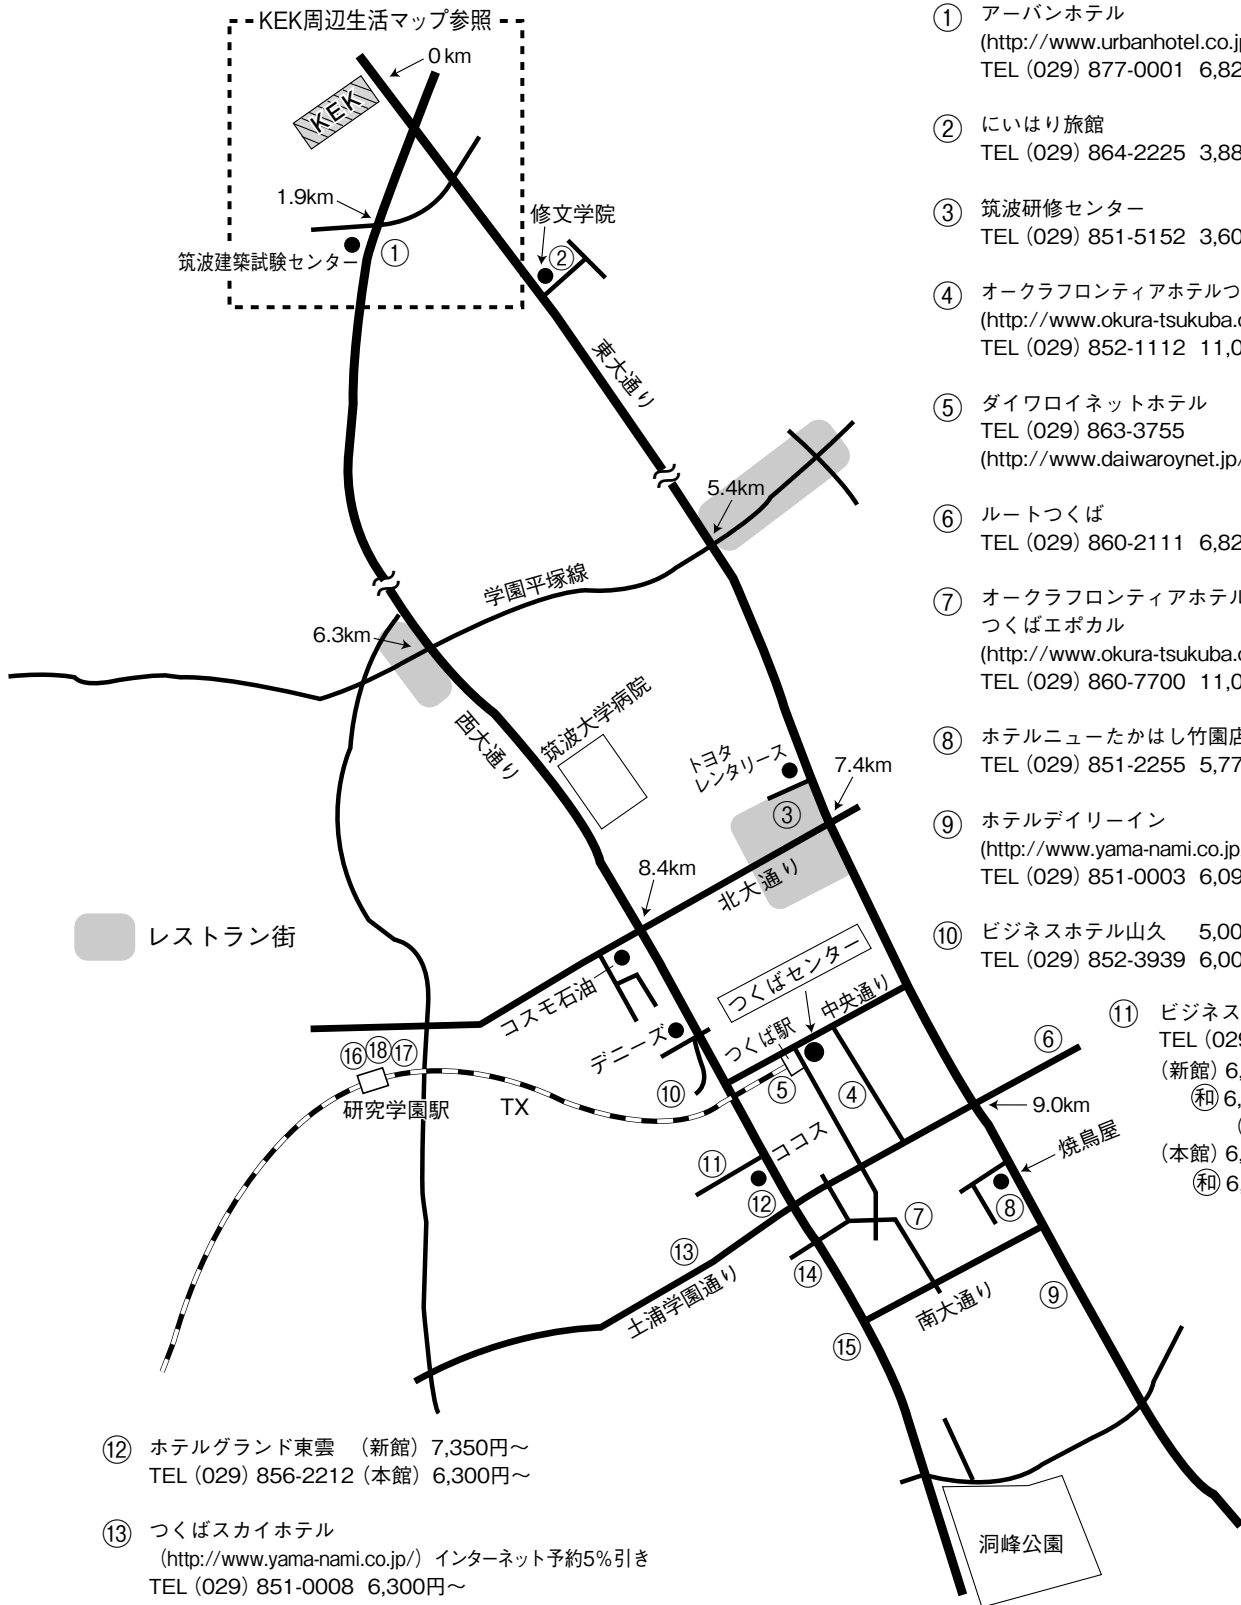 KEK周辺生活マップ参照
0km
KEK
1.9km
筑波建築試験センター
①
修文学院
②
東大通り
5.4km
学園平塚線
6.3km
西大通り
筑波大学病院
トヨタ
レンタリース
7.4km
③
8.4km
北大通り
レストラン街
コスモ石油
つくばセンター
中央通り
つくば駅
デニーズ
⑥
⑯⑱⑰
研究学園駅
TX
⑩
⑤
④
9.0km
ココス
焼鳥屋
⑪
⑫
⑧
⑦
⑬
⑭
土浦学園通り
南大通り
⑨
⑮
洞峰公園
① アーバンホテル
(http://www.urbanhotel.co.j
TEL (029) 877-0001 6,82
② にいはり旅館
TEL (029) 864-2225 3,88
③ 筑波研修センター
TEL (029) 851-5152 3,60
④ オークラフロンティアホテルつ
(http://www.okura-tsukuba.
TEL (029) 852-1112 11,0
⑤ ダイワロイネットホテル
TEL (029) 863-3755
(http://www.daiwaroynet.jp/
⑥ ルートつくば
TEL (029) 860-2111 6,82
⑦ オークラフロンティアホテル
つくばエポカル
(http://www.okura-tsukuba.
TEL (029) 860-7700 11,0
⑧ ホテルニューたかはし竹園店
TEL (029) 851-2255 5,77
⑨ ホテルデイリーイン
(http://www.yama-nami.co.jp
TEL (029) 851-0003 6,09
⑩ ビジネスホテル山久 5,00
TEL (029) 852-3939 6,00
⑪ ビジネス
TEL (029
(新館) 6,
㊿和 6,
(
(本館) 6,
和 6,
⑫ ホテルグランド東雲 (新館) 7,350円〜
TEL (029) 856-2212 (本館) 6,300円〜
⑬ つくばスカイホテル
(http://www.yama-nami.co.jp/) インターネット予約5%引き
TEL (029) 851-0008 6,300円〜